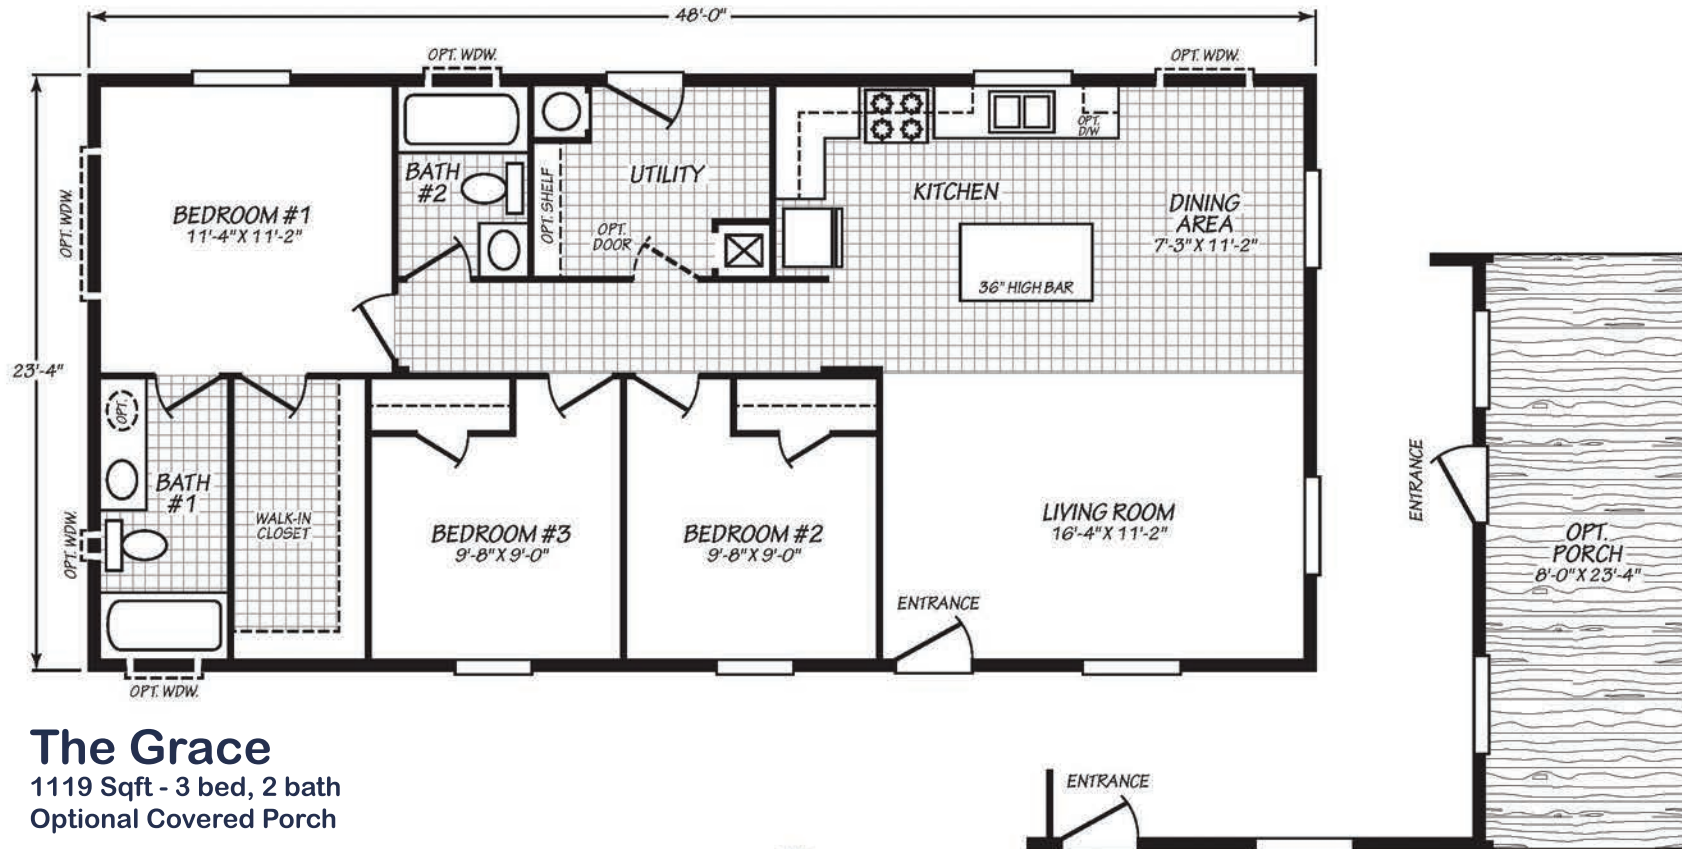 48'-0"
OPT. WDW.
OPT. WDW.
OPT. WDW.
BEDROOM #1
11'-4" X 11'-2"
BATH
#2
OPT. SHELF
UTILITY
OPT.
DOOR
KITCHEN
OPT.
D/W
DINING
AREA
7'-3" X 11'-2"
36" HIGH BAR
23'-4"
OPT.
BATH
#1
OPT. WDW.
WALK-IN
CLOSET
BEDROOM #3
9'-8" X 9'-0"
BEDROOM #2
9'-8" X 9'-0"
LIVING ROOM
16'-4" X 11'-2"
ENTRANCE
OPT. WDW.
ENTRANCE
OPT.
PORCH
8'-0" X 23'-4"
ENTRANCE
The Grace
1119 Sqft - 3 bed, 2 bath
Optional Covered Porch